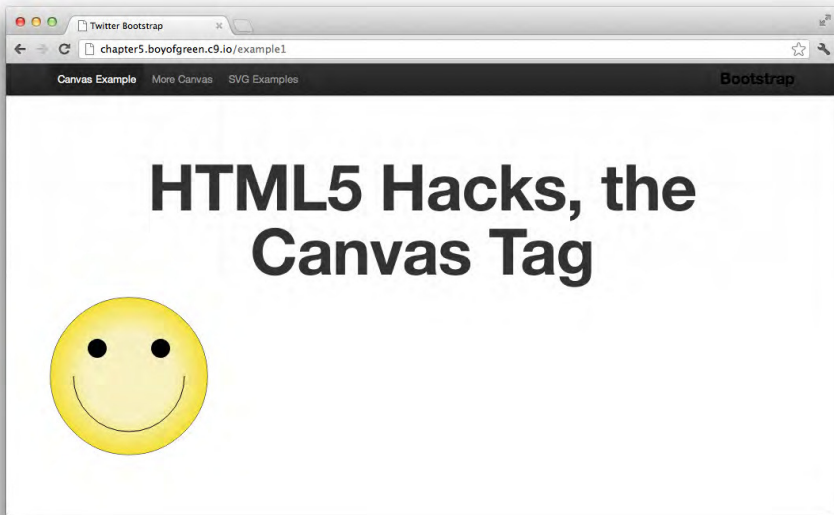 Twitter Bootstrap
chapter5.boyofgreen.c9.io/example1
Canvas Example More Canvas SVG Examples Bootstrap
HTML5 Hacks, the
Canvas Tag